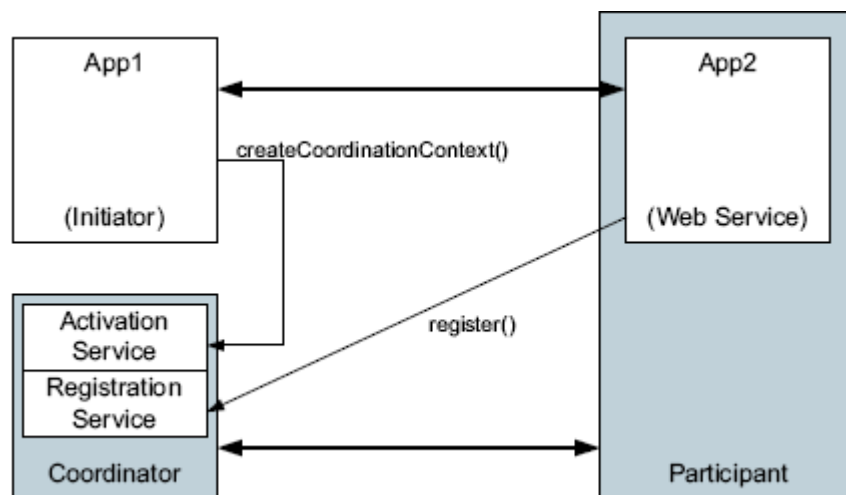 App1
App2
createCoordinationContext()
(Initiator)
(Web Service)
Activation
Service
register()
Registration
Service
Coordinator
Participant